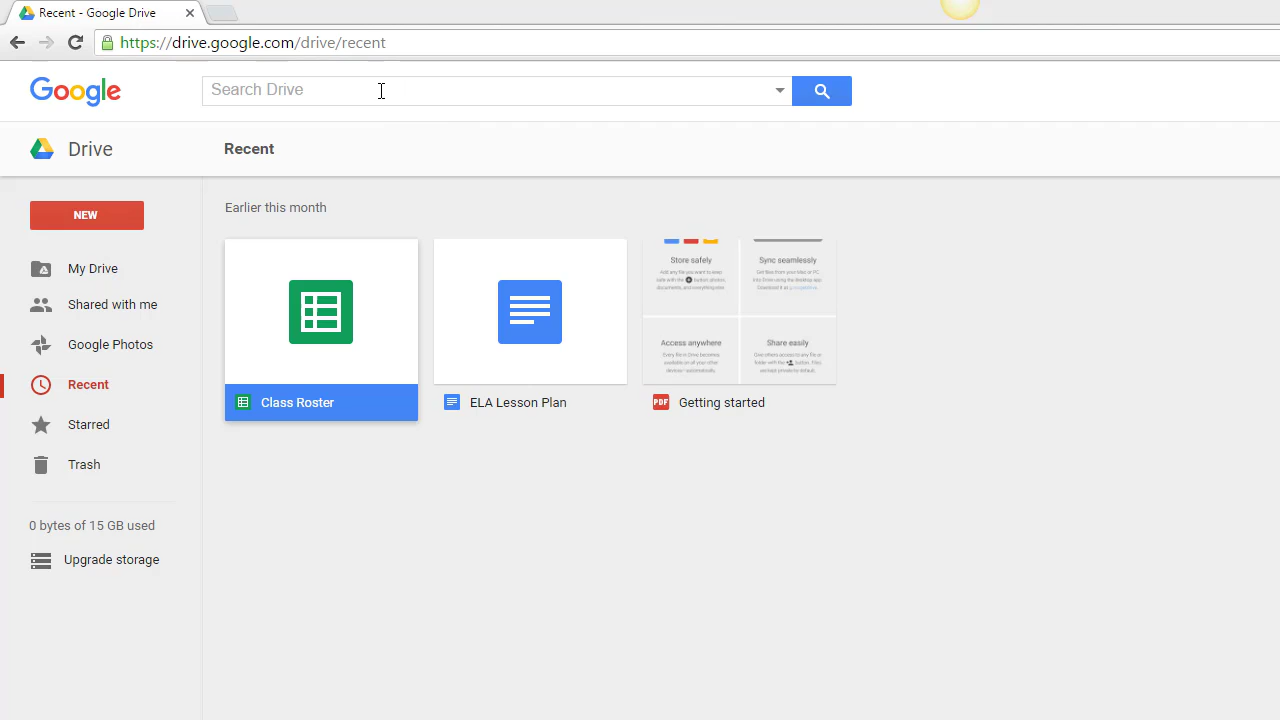 Recent - Google Drive
https://drive.google.com/drive/recent
Google
Search Drive
Drive
Recent
NEW
My Drive
Shared with me
Google Photos
Recent
Starred
Trash
0 bytes of 15 GB used
Upgrade storage
Earlier this month
Class Roster
ELA Lesson Plan
Store safely
Sync seamlessly
Access anywhere
Share easily
PDF Getting started